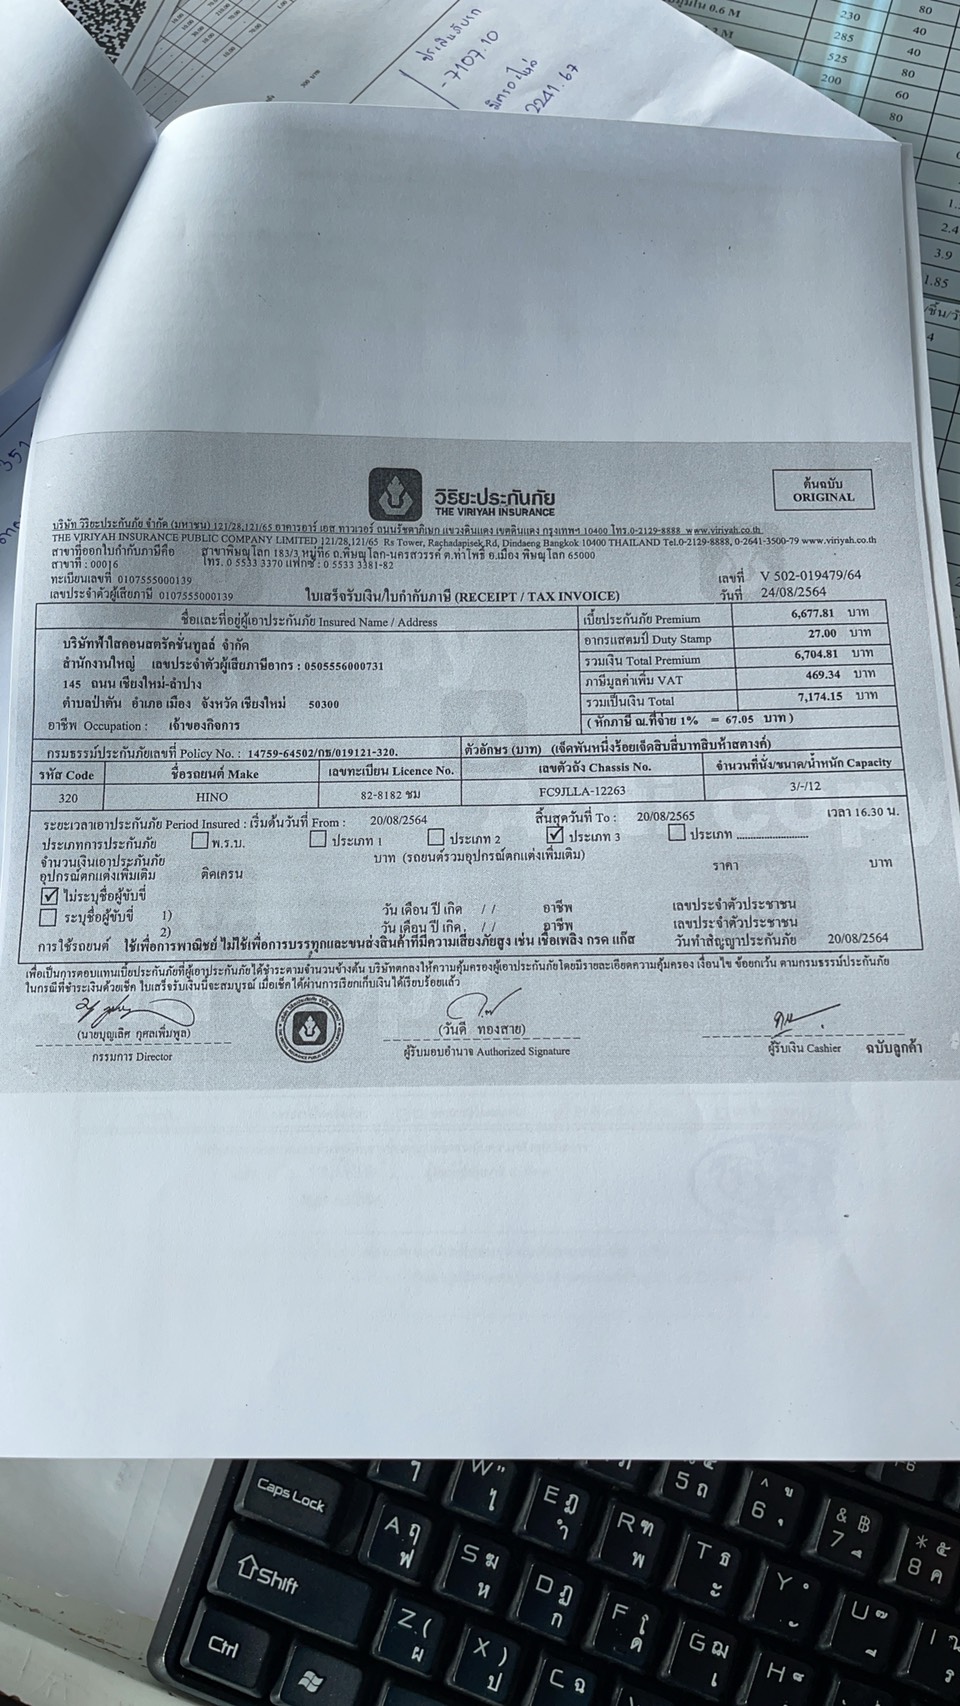 ประเดิมขับรถ
-7107.10
มิตรอะไหล่
2241.67
230
80
285
40
525
40
200
80
60
80
2.4
3.9
1.85
วิริยะประกันภัย
THE VIRIYAH INSURANCE
ต้นฉบับ
ORIGINAL
บริษัท วิริยะประกันภัย จำกัด (มหาชน) 121/28,121/65 อาคารอาร์ เอส ทาวเวอร์ ถนนรัชดาภิเษก แขวงดินแดง เขตดินแดง กรุงเทพฯ 10400 โทร.0-2129-8888 www.viriyah.co.th
THE VIRIYAH INSURANCE PUBLIC COMPANY LIMITED 121/28,121/65 Rs Tower, Rachadapisek,Rd, Dindaeng Bangkok 10400 THAILAND Tel.0-2129-8888, 0-2641-3500-79 www.viriyah.co.th
สาขาที่ออกใบกำกับภาษีคือ สาขาพิษณุโลก 183/3 หมู่ที่6 ถ.พิษณุโลก-นครสวรรค์ ต.ท่าโพธิ์ อ.เมือง พิษณุโลก 65000
สาขาที่ : 00016 โทร. 0 5533 3370 แฟกซ์ : 0 5533 3381-82
ทะเบียนเลขที่ 0107555000139 เลขที่ V 502-019479/64
เลขประจำตัวผู้เสียภาษี 0107555000139 ใบเสร็จรับเงิน/ใบกำกับภาษี (RECEIPT / TAX INVOICE) วันที่ 24/08/2564
ชื่อและที่อยู่ผู้เอาประกันภัย Insured Name / Address
เบี้ยประกันภัย Premium 6,677.81 บาท
อากรแสตมป์ Duty Stamp 27.00 บาท
รวมเงิน Total Premium 6,704.81 บาท
ภาษีมูลค่าเพิ่ม VAT 469.34 บาท
รวมเป็นเงิน Total 7,174.15 บาท
( หักภาษี ณ.ที่จ่าย 1% = 67.05 บาท )
บริษัทฟ้าใสคอนสตรัคชั่นทูลล์ จำกัด
สำนักงานใหญ่ เลขประจำตัวผู้เสียภาษีอากร : 0505556000731
145 ถนน เชียงใหม่-ลำปาง
ตำบลป่าตัน อำเภอ เมือง จังหวัด เชียงใหม่ 50300
อาชีพ Occupation : เจ้าของกิจการ
กรมธรรม์ประกันภัยเลขที่ Policy No. : 14759-64502/กธ/019121-320. ตัวอักษร (บาท) (เจ็ดพันหนึ่งร้อยเจ็ดสิบสี่บาทสิบห้าสตางค์)
รหัส Code ชื่อรถยนต์ Make เลขทะเบียน Licence No. เลขตัวถัง Chassis No. จำนวนที่นั่ง/ขนาด/น้ำหนัก Capacity
320 HINO 82-8182 ชม FC9JLLA-12263 3/-/12
ระยะเวลาเอาประกันภัย Period Insured : เริ่มต้นวันที่ From : 20/08/2564 สิ้นสุดวันที่ To : 20/08/2565 เวลา 16.30 น.
ประเภทการประกันภัย พ.ร.บ. ประเภท 1 ประเภท 2 ประเภท 3 ประเภท ..........................
จำนวนเงินเอาประกันภัย บาท (รถยนต์รวมอุปกรณ์ตกแต่งเพิ่มเติม)
อุปกรณ์ตกแต่งเพิ่มเติม ติดเครน ราคา บาท
ไม่ระบุชื่อผู้ขับขี่
ระบุชื่อผู้ขับขี่ 1) วัน เดือน ปี เกิด / / อาชีพ เลขประจำตัวประชาชน
2) วัน เดือน ปี เกิด. / / อาชีพ เลขประจำตัวประชาชน
การใช้รถยนต์ ใช้เพื่อการพาณิชย์ ไม่ใช้เพื่อการบรรทุกและขนส่งสินค้าที่มีความเสี่ยงภัยสูง เช่น เชื้อเพลิง กรด แก๊ส วันทำสัญญาประกันภัย 20/08/2564
เพื่อเป็นการตอบแทนเบี้ยประกันภัยที่ผู้เอาประกันภัยได้ชำระตามจำนวนข้างต้น บริษัทตกลงให้ความคุ้มครองผู้เอาประกันภัยโดยมีรายละเอียดความคุ้มครอง เงื่อนไข ข้อยกเว้น ตามกรมธรรม์ประกันภัย
ในกรณีที่ชำระเงินด้วยเช็ค ใบเสร็จรับเงินนี้จะสมบูรณ์ เมื่อเช็คได้ผ่านการเรียกเก็บเงินได้เรียบร้อยแล้ว
(นายบุญเลิศ กุศลเพิ่มพูล) (วันดี ทองสาย)
กรรมการ Director ผู้รับมอบอำนาจ Authorized Signature ผู้รับเงิน Cashier ฉบับลูกค้า
Caps Lock
W
5 ถ
6
& 7
* 8 ค
A ฤ ฟ
E ฎ ำ
R ฑ พ
Shift
S ฆ ห
D ฏ ก
T ธ ะ
Y
U
Z ( ผ
F โ ด
G ฌ เ
Ctrl
X ) ป
C ฉ
H